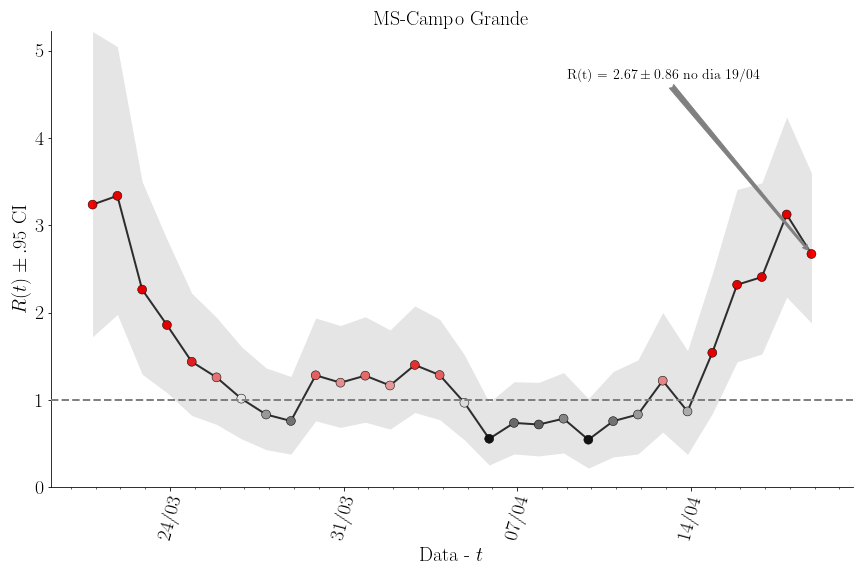 MS-Campo Grande
R(t) = 2.67 ± 0.86 no dia 19/04
R(t) ± .95 CI
5
4
3
2
1
0
24/03
31/03
07/04
14/04
Data - t